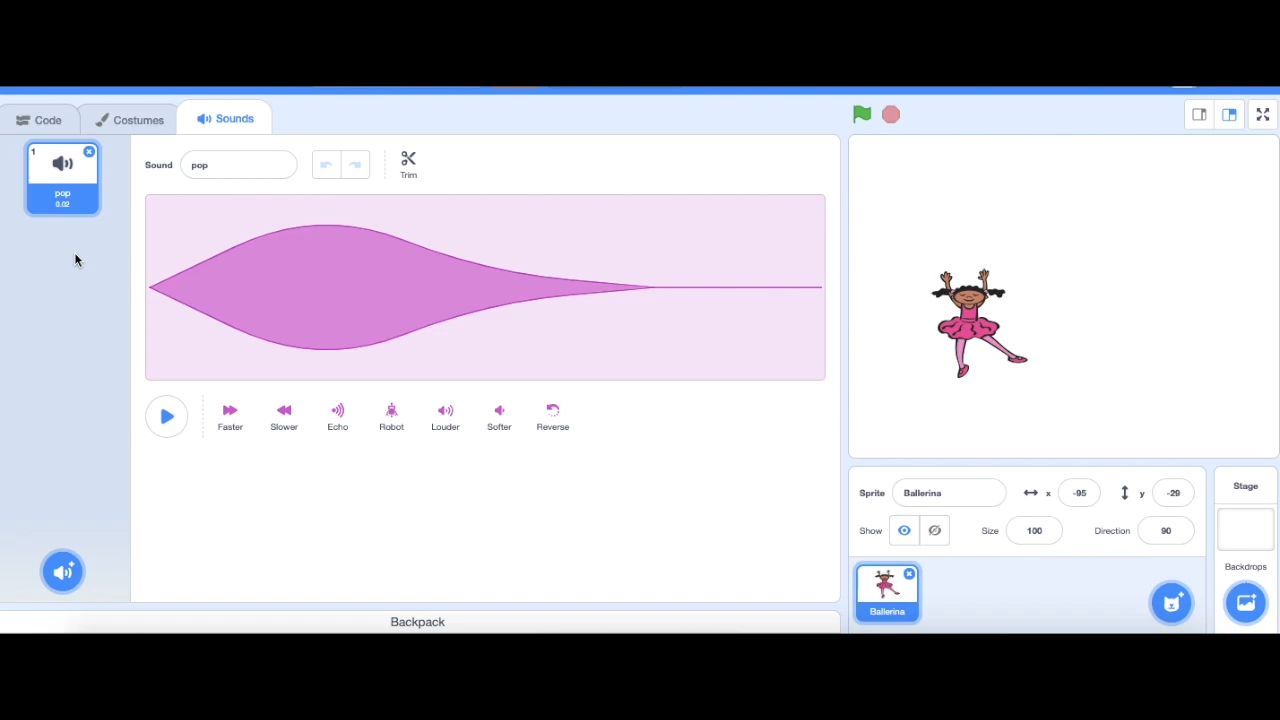 Code
Costumes
Sounds
1
pop
0.02
Sound
pop
Trim
Faster
Slower
Echo
Robot
Louder
Softer
Reverse
Sprite
Ballerina
x
-95
y
-29
Show
Size
100
Direction
90
Ballerina
Stage
Backdrops
Backpack